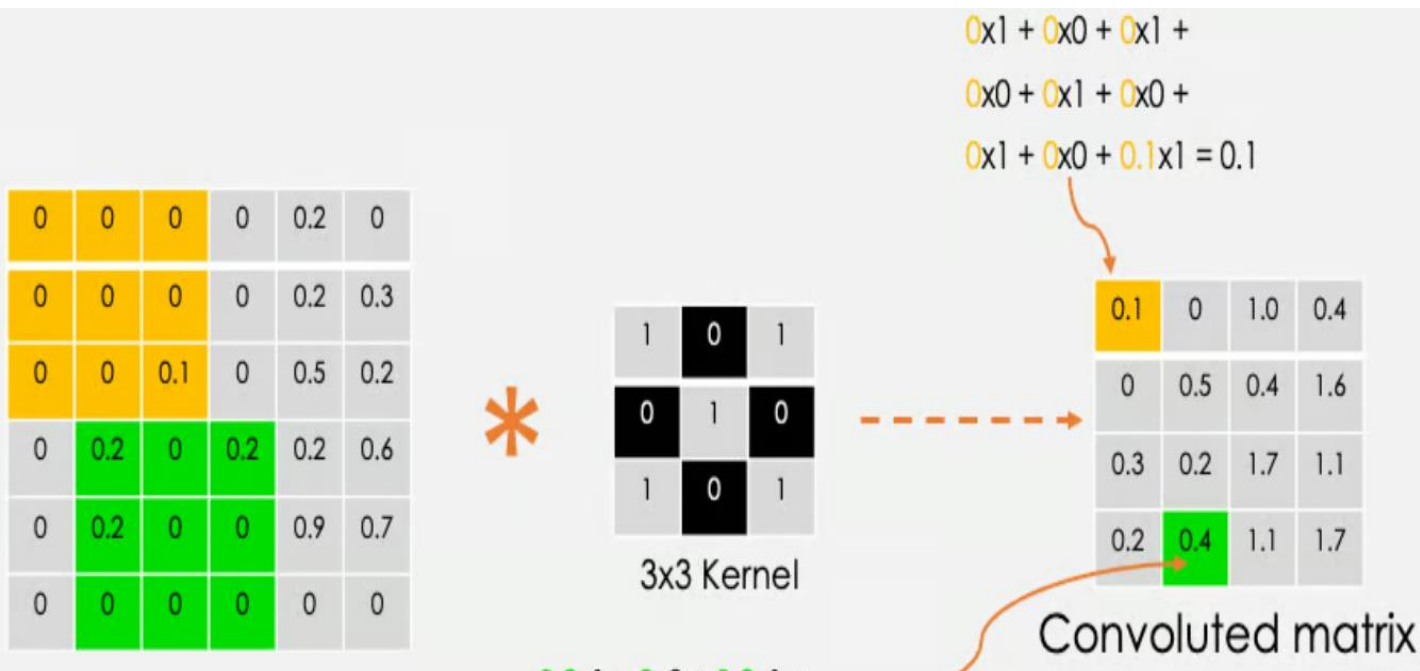 0x1 + 0x0 + 0x1 +
0x0 + 0x1 + 0x0 +
0x1 + 0x0 + 0.1x1 = 0.1
0 0 0 0 0.2 0
0 0 0 0 0.2 0.3
0 0 0.1 0 0.5 0.2
0 0.2 0 0.2 0.2 0.6
0 0.2 0 0 0.9 0.7
0 0 0 0 0 0
*
1 0 1
0 1 0
1 0 1
3x3 Kernel
0.1 0 1.0 0.4
0 0.5 0.4 1.6
0.3 0.2 1.7 1.1
0.2 0.4 1.1 1.7
Convoluted matrix